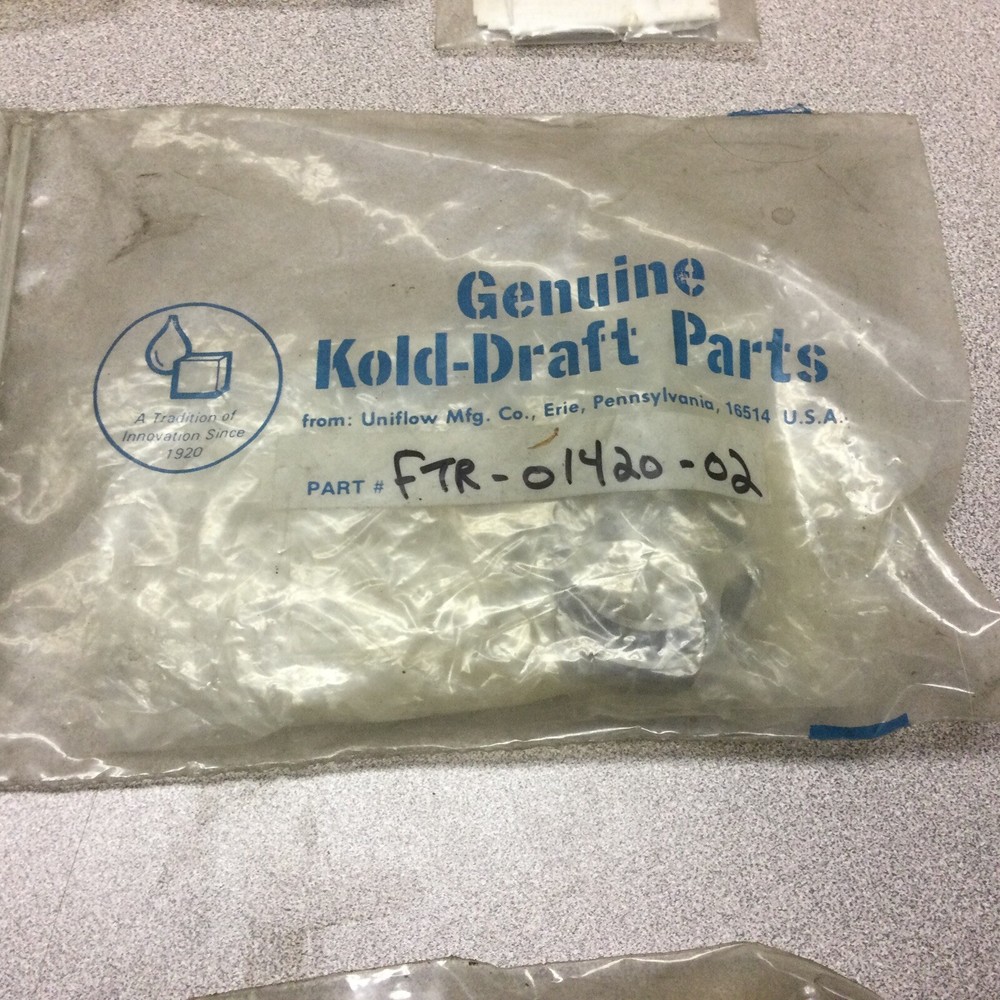 Genuine
Kold-Draft Parts
from: Uniflow Mfg. Co., Erie, Pennsylvania, 16514 U.S.A.
A Tradition of
Innovation Since
1920
PART # FTR-01420-02